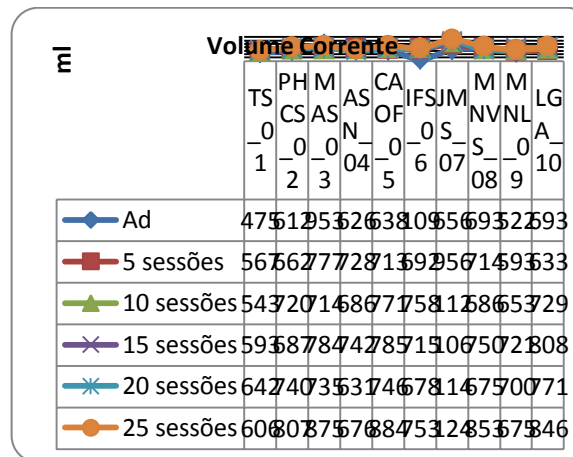 Volume Corrente
ml
TS_01 PHCS_02 MAS_03 ASN_04 CAOF_05 IFS_06 JMS_07 MNVS_08 MNL_09 LGA_10
Ad 475 612 953 626 638 109 656 693 522 693
5 sessões 567 662 777 728 713 692 956 714 593 633
10 sessões 543 720 714 686 771 758 112 686 653 729
15 sessões 593 687 784 742 785 715 106 750 721 808
20 sessões 642 740 735 631 746 678 114 675 700 771
25 sessões 606 807 875 676 884 753 124 853 675 846